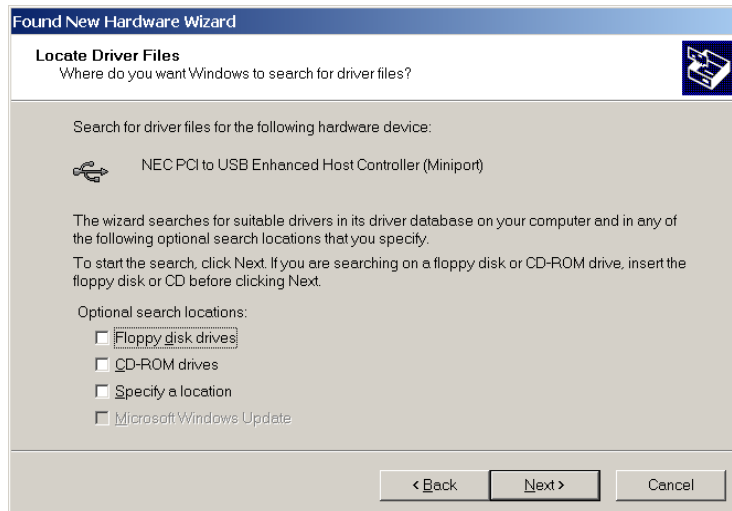 Found New Hardware Wizard
Locate Driver Files
Where do you want Windows to search for driver files?
Search for driver files for the following hardware device:
NEC PCI to USB Enhanced Host Controller (Miniport)
The wizard searches for suitable drivers in its driver database on your computer and in any of
the following optional search locations that you specify.
To start the search, click Next. If you are searching on a floppy disk or CD-ROM drive, insert the
floppy disk or CD before clicking Next.
Optional search locations:
Floppy disk drives
CD-ROM drives
Specify a location
Microsoft Windows Update
< Back
Next >
Cancel